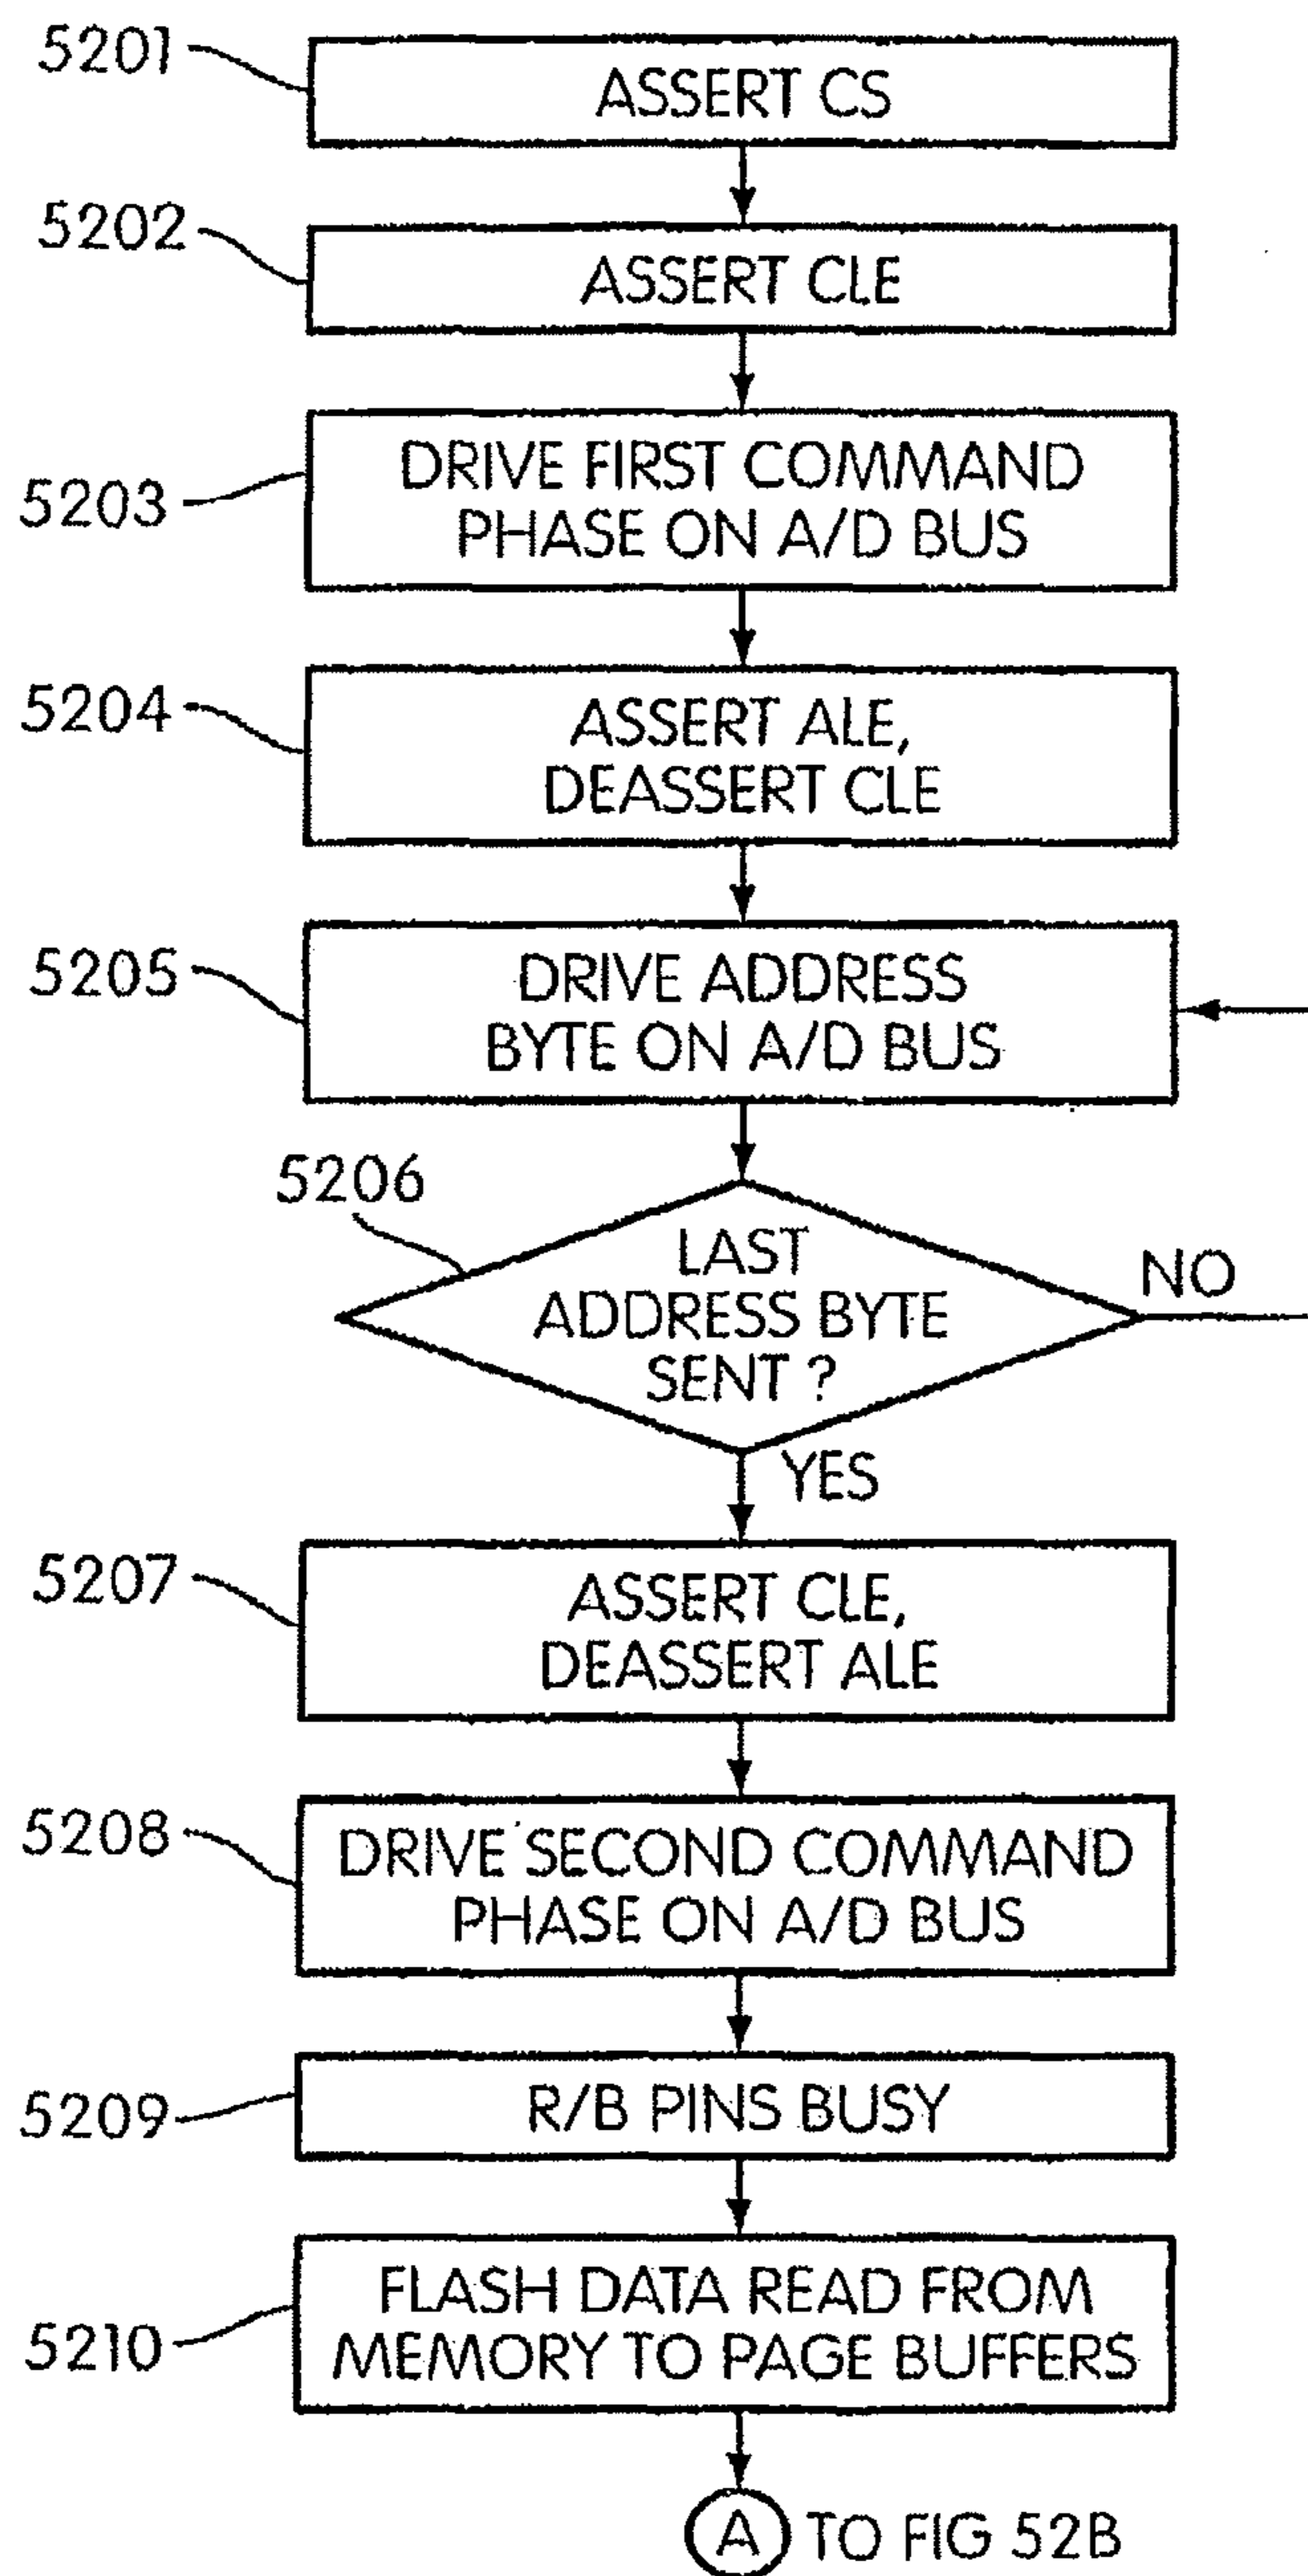 5201
ASSERT CS
5202
ASSERT CLE
5203
DRIVE FIRST COMMAND
PHASE ON A/D BUS
5204
ASSERT ALE,
DEASSERT CLE
5205
DRIVE ADDRESS
BYTE ON A/D BUS
5206
LAST
ADDRESS BYTE
SENT ?
NO
YES
5207
ASSERT CLE,
DEASSERT ALE
5208
DRIVE SECOND COMMAND
PHASE ON A/D BUS
5209
R/B PINS BUSY
5210
FLASH DATA READ FROM
MEMORY TO PAGE BUFFERS
A TO FIG 52B